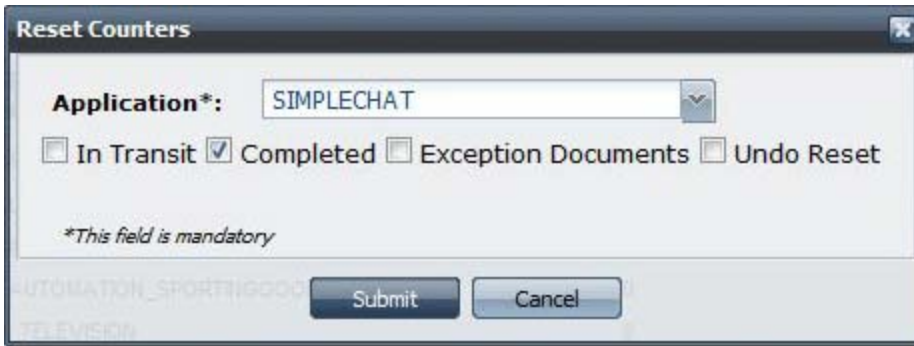 Reset Counters
Application*: SIMPLECHAT
In Transit Completed Exception Documents Undo Reset
*This field is mandatory
Submit Cancel
TELEVISION